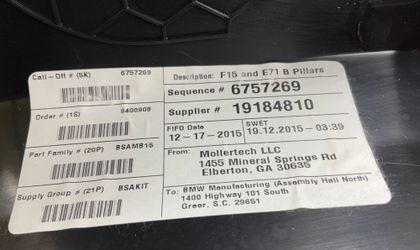 Call-Off # (5K) 6757269
Order # (1S) 9400908
Part Family # (20P) BSAMB15
Supply Group # (21P) BSAKIT
Description: F15 and E71 B Pillars
Sequence # 6757269
Supplier # 19184810
FIFO Date SWET
12-17-2015 19.12.2015-03:39
From: Mollertech LLC
1455 Mineral Springs Rd
Elberton, GA 30635
To: BMW Manufacturing (Assembly Hall North)
1400 Highway 101 South
Greer, S.C. 29651